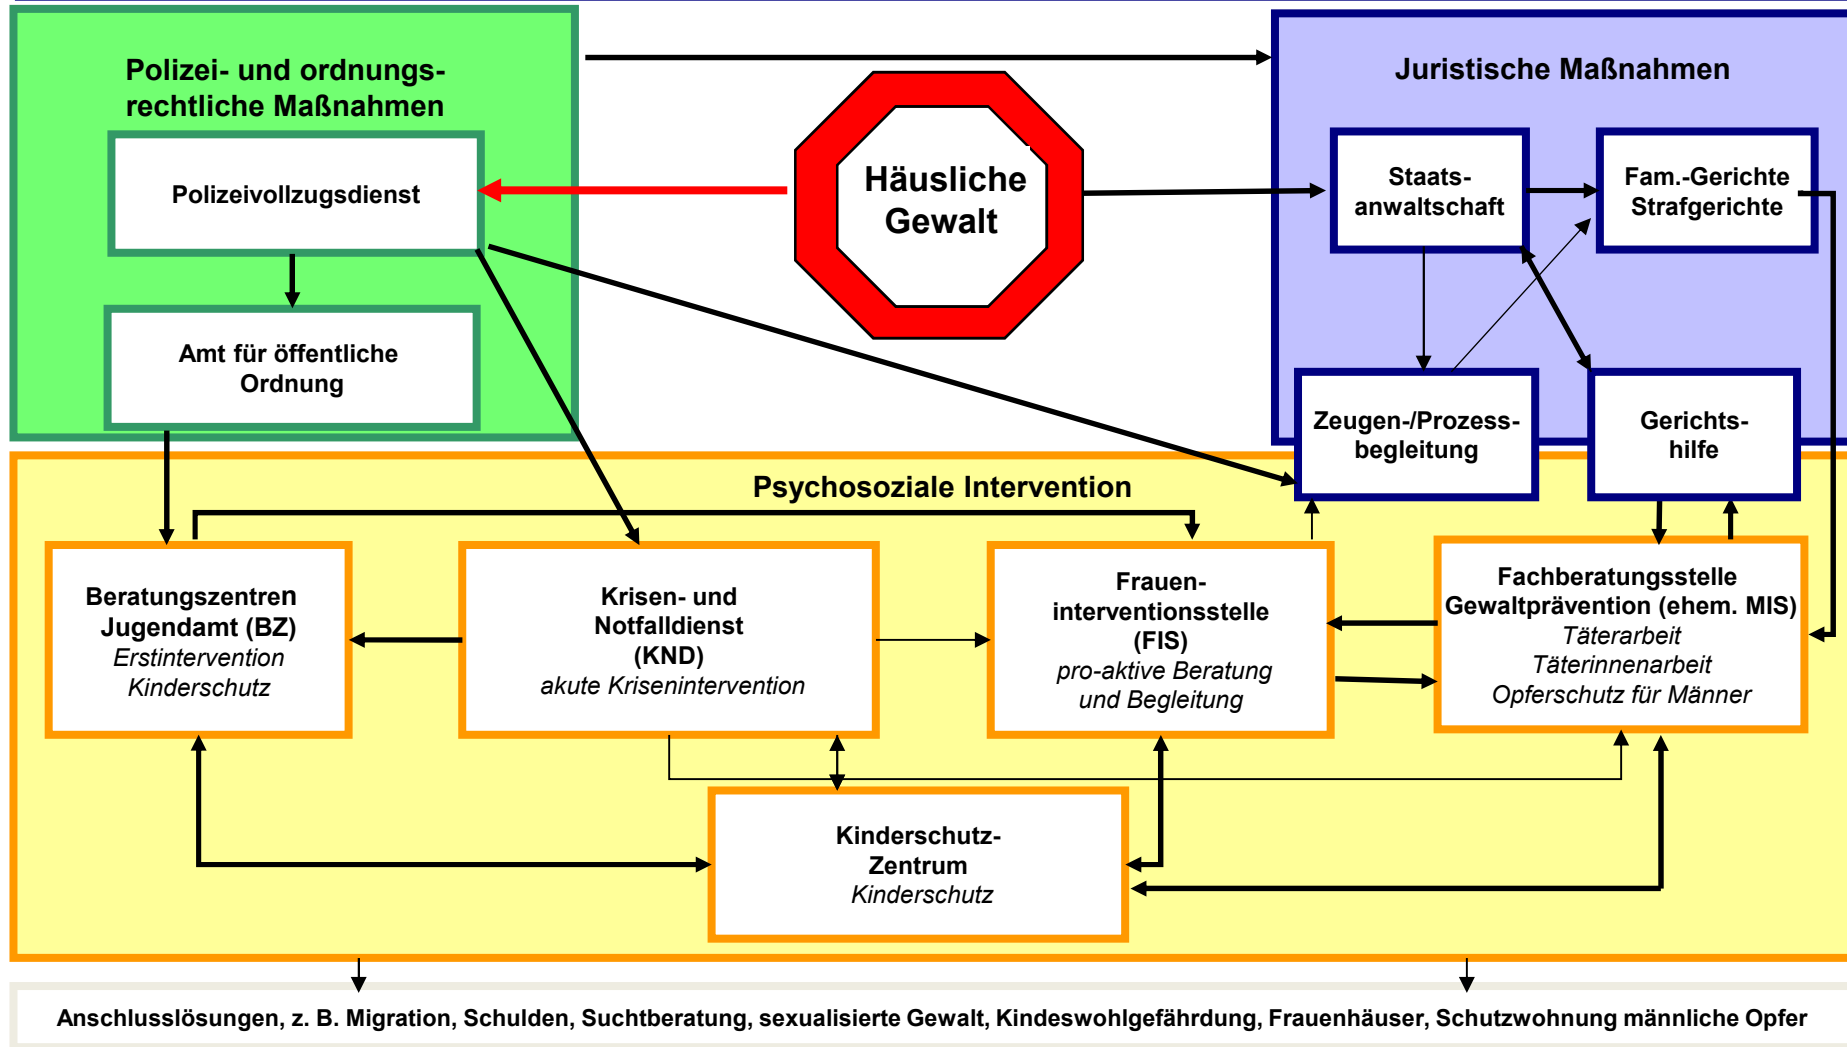 Polizei- und ordnungs-
rechtliche Maßnahmen
Polizeivollzugsdienst
Amt für öffentliche
Ordnung
Häusliche
Gewalt
Juristische Maßnahmen
Staats-
anwaltschaft
Fam.-Gerichte
Strafgerichte
Zeugen-/Prozess-
begleitung
Gerichts-
hilfe
Psychosoziale Intervention
Beratungszentren
Jugendamt (BZ)
Erstintervention
Kinderschutz
Krisen- und
Notfalldienst
(KND)
akute Krisenintervention
Frauen-
interventionsstelle
(FIS)
pro-aktive Beratung
und Begleitung
Fachberatungsstelle
Gewaltprävention (ehem. MIS)
Täterarbeit
Täterinnenarbeit
Opferschutz für Männer
Kinderschutz-
Zentrum
Kinderschutz
Anschlusslösungen, z. B. Migration, Schulden, Suchtberatung, sexualisierte Gewalt, Kindeswohlgefährdung, Frauenhäuser, Schutzwohnung männliche Opfer